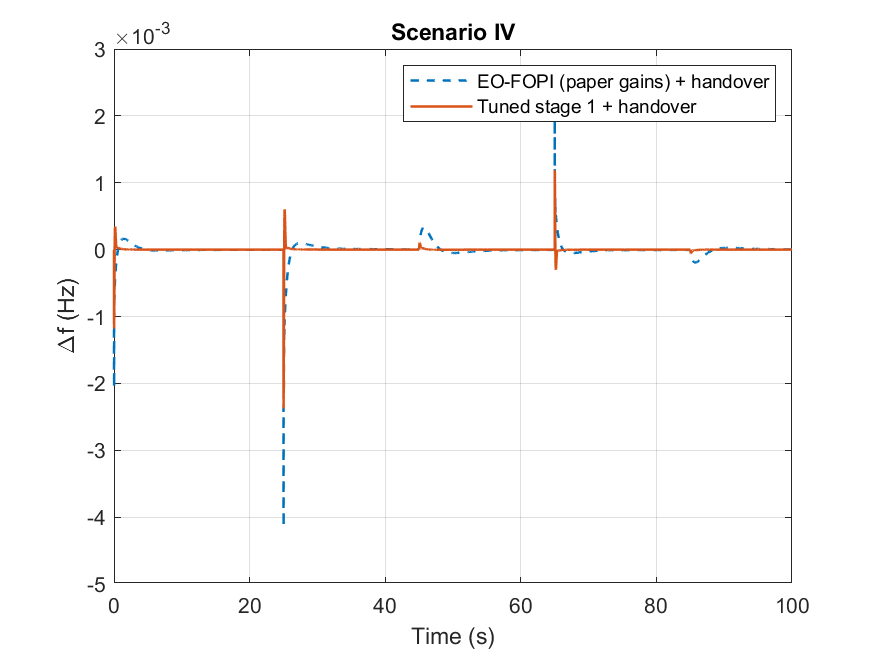 Scenario IV
×10-3
EO-FOPI (paper gains) + handover
Tuned stage 1 + handover
3
2
1
0
-1
-2
-3
-4
-5
Δf (Hz)
0 20 40 60 80 100
Time (s)